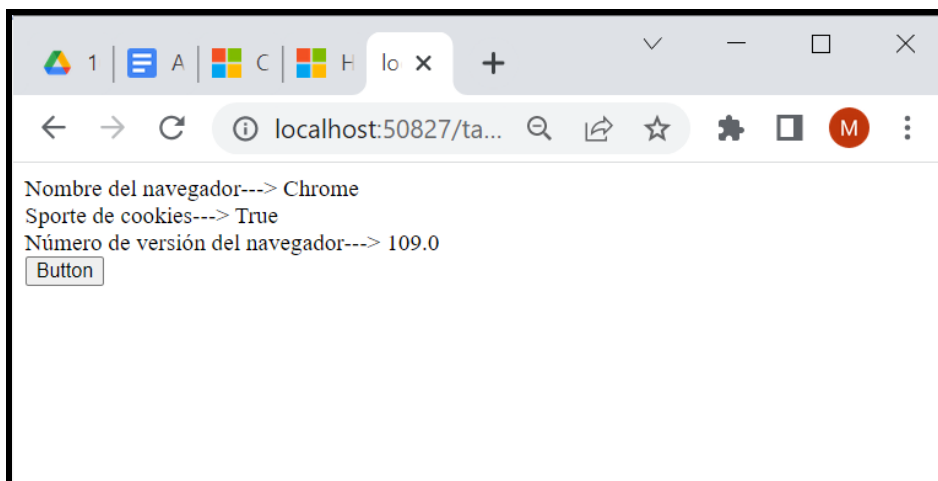 1 A C H lo
localhost:50827/ta...
M
Nombre del navegador---> Chrome
Sporte de cookies---> True
Número de versión del navegador---> 109.0
Button